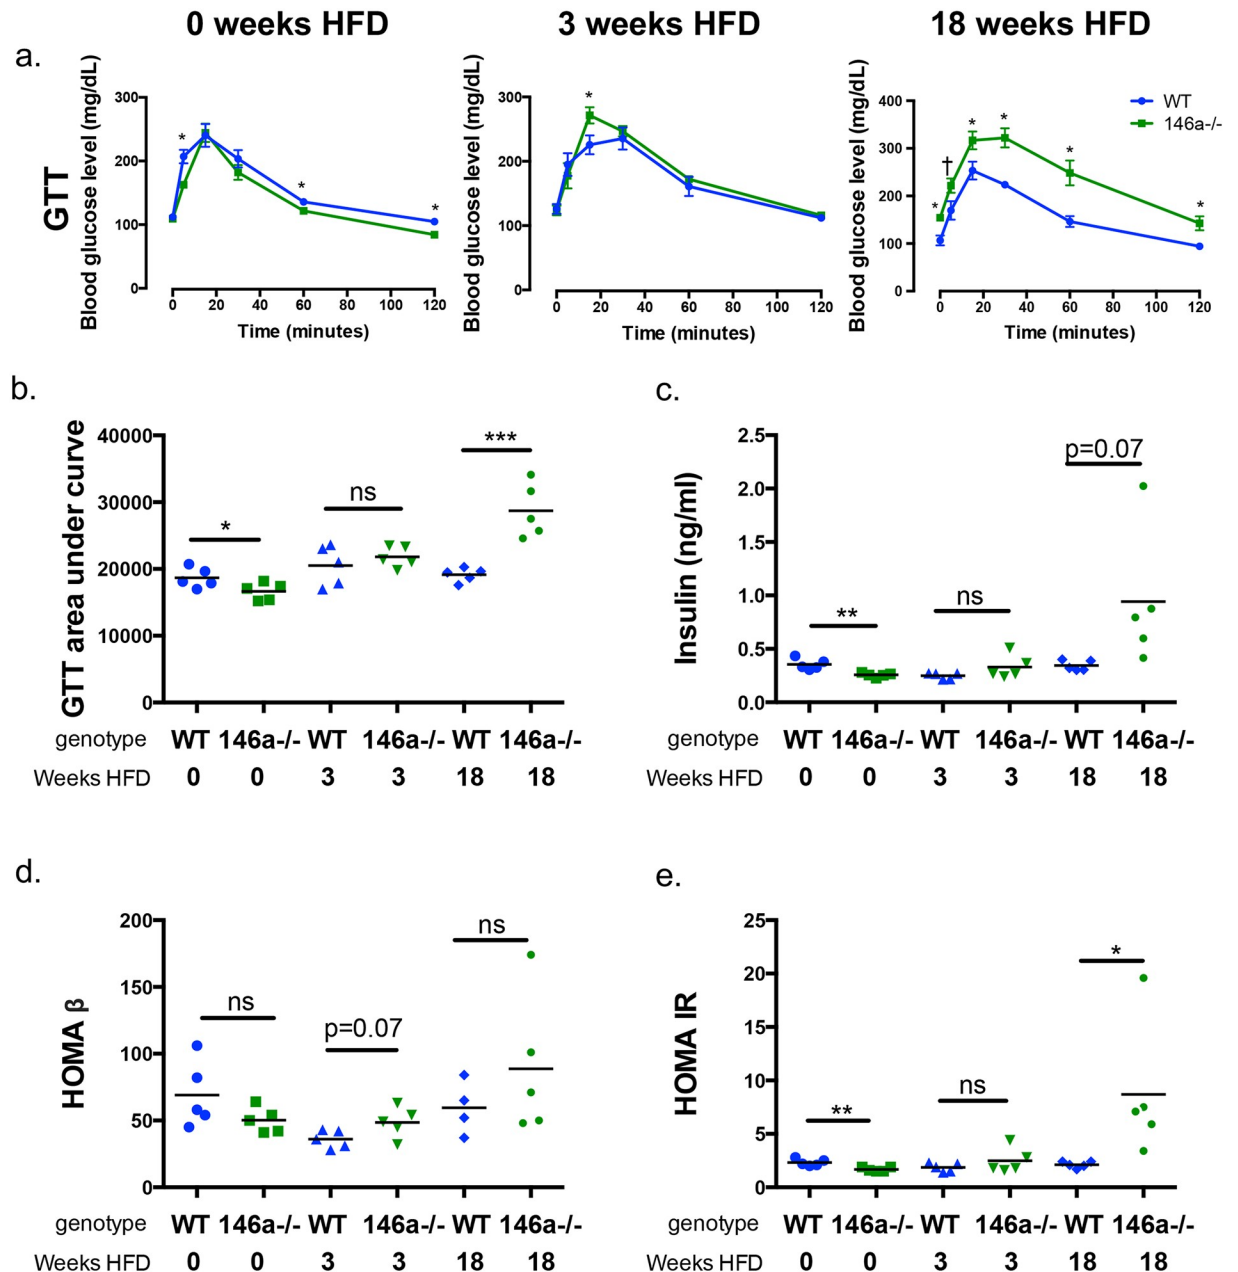 0 weeks HFD
3 weeks HFD
18 weeks HFD
a.
GTT
Blood glucose level (mg/dL)
300
200
100
0
*
*
*
0 20 40 60 80 100 120
Time (minutes)
Blood glucose level (mg/dL)
300
200
100
0
*
0 20 40 60 80 100 120
Time (minutes)
Blood glucose level (mg/dL)
400
300
200
100
0
*
†
*
*
*
*
0 20 40 60 80 100 120
Time (minutes)
WT
146a-/-
b.
GTT area under curve
40000
30000
20000
10000
0
*
ns
***
genotype WT 146a-/- WT 146a-/- WT 146a-/-
Weeks HFD 0 0 3 3 18 18
c.
Insulin (ng/ml)
2.5
2.0
1.5
1.0
0.5
0.0
**
ns
p=0.07
genotype WT 146a-/- WT 146a-/- WT 146a-/-
Weeks HFD 0 0 3 3 18 18
d.
HOMA β
200
150
100
50
0
ns
p=0.07
ns
genotype WT 146a-/- WT 146a-/- WT 146a-/-
Weeks HFD 0 0 3 3 18 18
e.
HOMA IR
25
20
15
10
5
0
**
ns
*
genotype WT 146a-/- WT 146a-/- WT 146a-/-
Weeks HFD 0 0 3 3 18 18